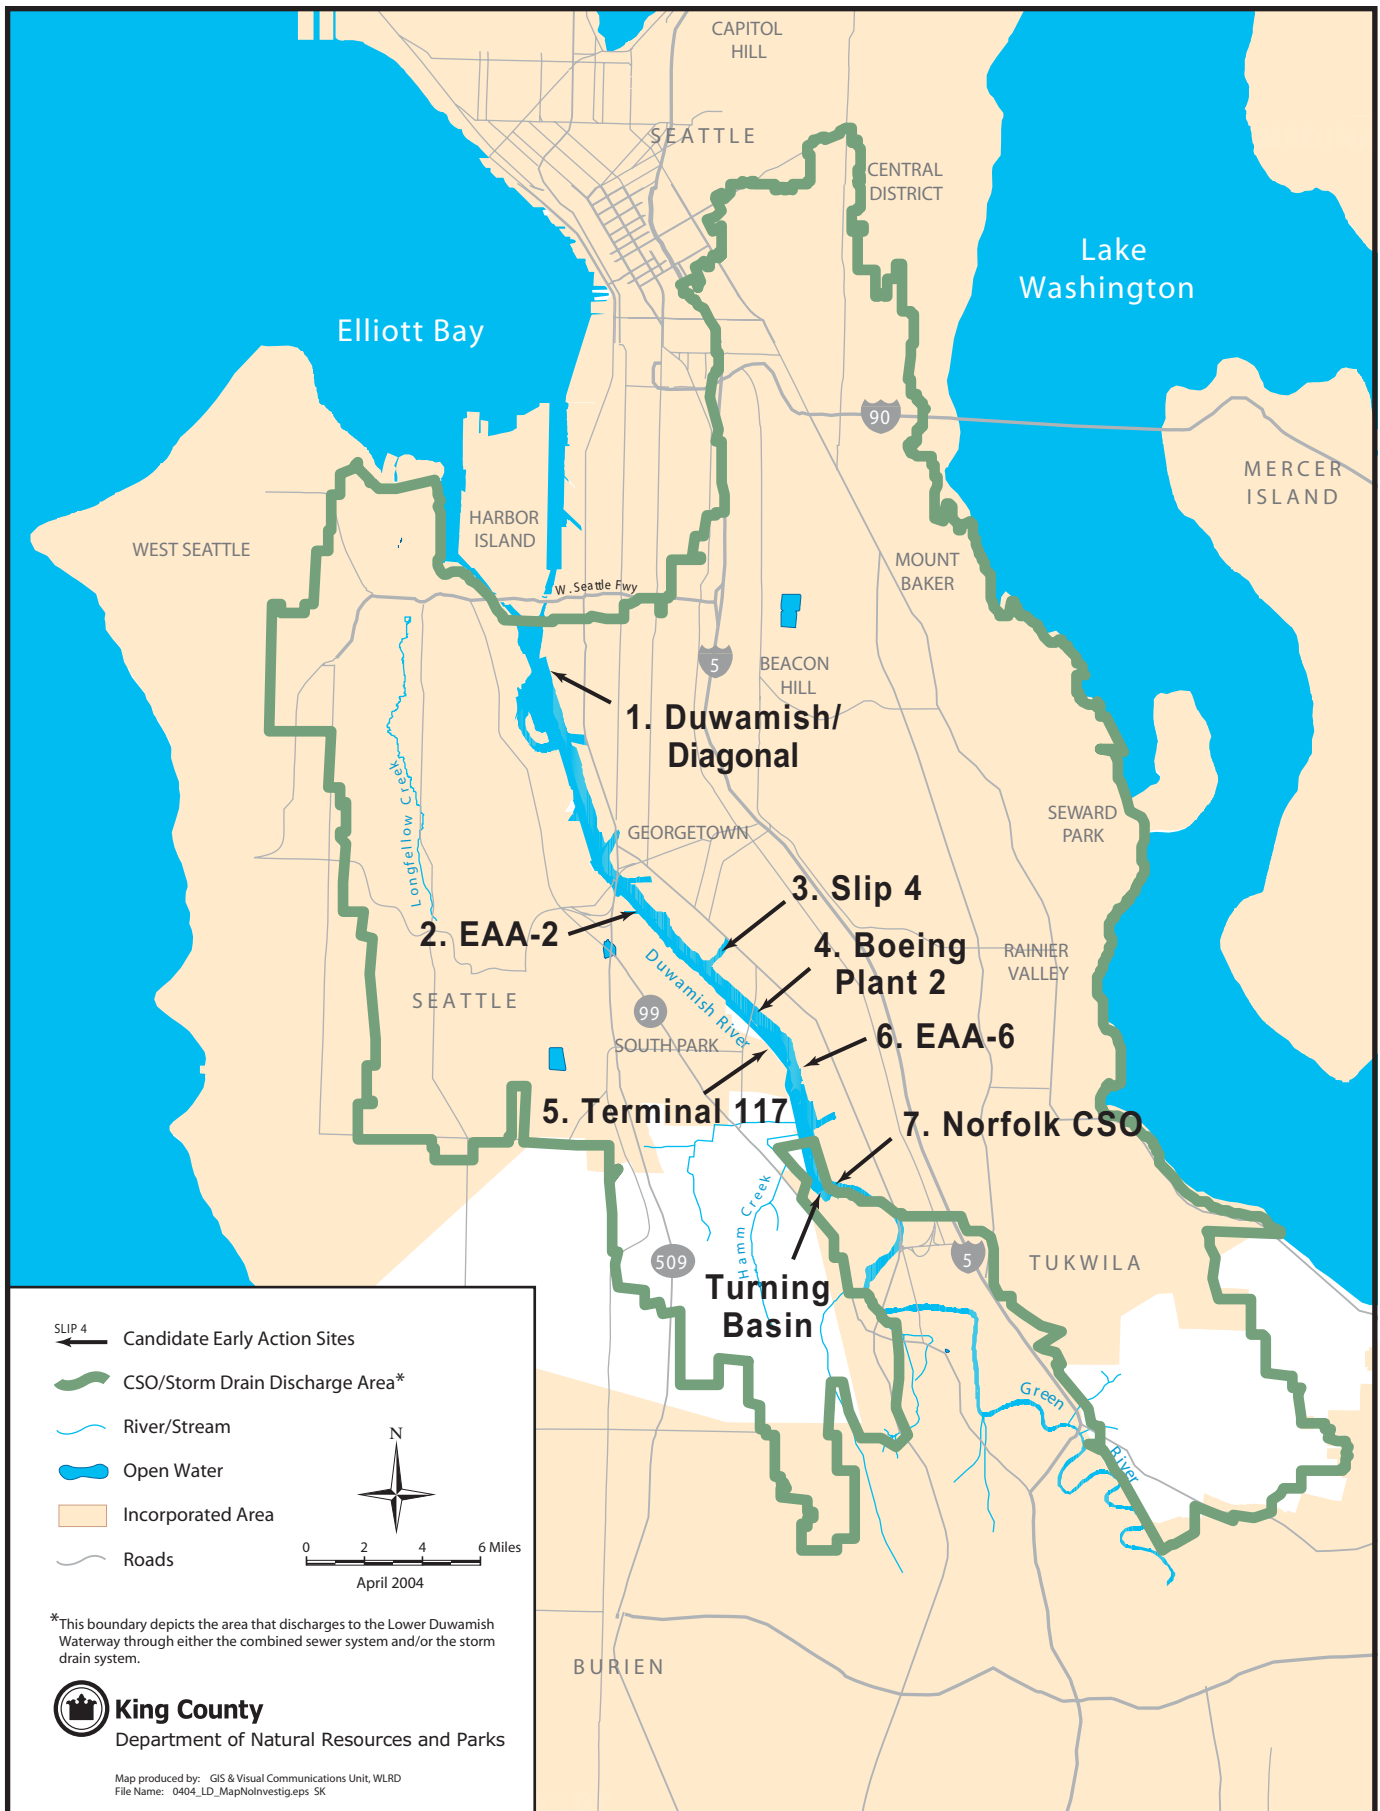 CAPITOL
HILL
SEATTLE
CENTRAL
DISTRICT
Lake
Washington
Elliott Bay
90
MERCER
ISLAND
HARBOR
ISLAND
WEST SEATTLE
MOUNT
BAKER
W. Seattle Fwy
5
BEACON
HILL
1. Duwamish/
Diagonal
Longfellow Creek
SEWARD
PARK
GEORGETOWN
3. Slip 4
2. EAA-2
4. Boeing
Plant 2
RAINIER
VALLEY
Duwamish River
SEATTLE
99
SOUTH PARK
6. EAA-6
5. Terminal 117
7. Norfolk CSO
Hamm Creek
509
5
TUKWILA
Turning
Basin
Green
River
BURIEN
SLIP 4
Candidate Early Action Sites
CSO/Storm Drain Discharge Area*
River/Stream
Open Water
Incorporated Area
Roads
N
0 2 4 6 Miles
April 2004
*This boundary depicts the area that discharges to the Lower Duwamish
Waterway through either the combined sewer system and/or the storm
drain system.
King County
Department of Natural Resources and Parks
Map produced by: GIS & Visual Communications Unit, WLRD
File Name: 0404_LD_MapNoInvestig.eps SK